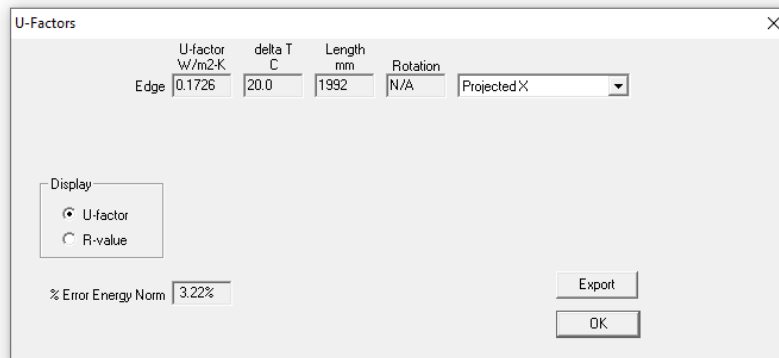 U-Factors
U-factor delta T Length
W/m2-K C mm Rotation
Edge 0.1726 20.0 1992 N/A Projected X
Display
U-factor
R-value
% Error Energy Norm 3.22%
Export
OK